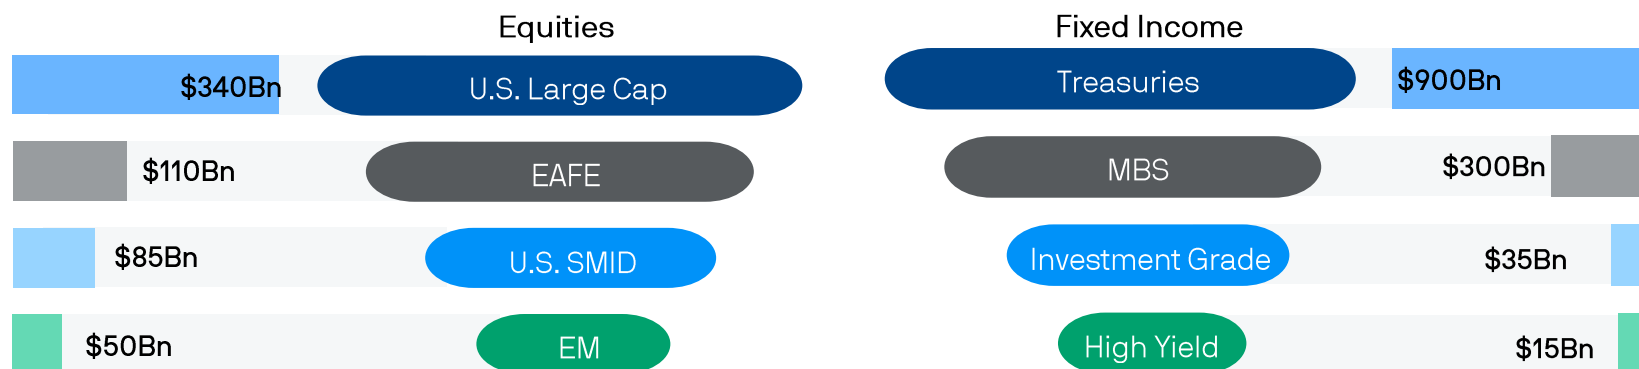 Equities
$340Bn U.S. Large Cap
$110Bn EAFE
$85Bn U.S. SMID
$50Bn EM
Fixed Income
Treasuries $900Bn
MBS $300Bn
Investment Grade $35Bn
High Yield $15Bn